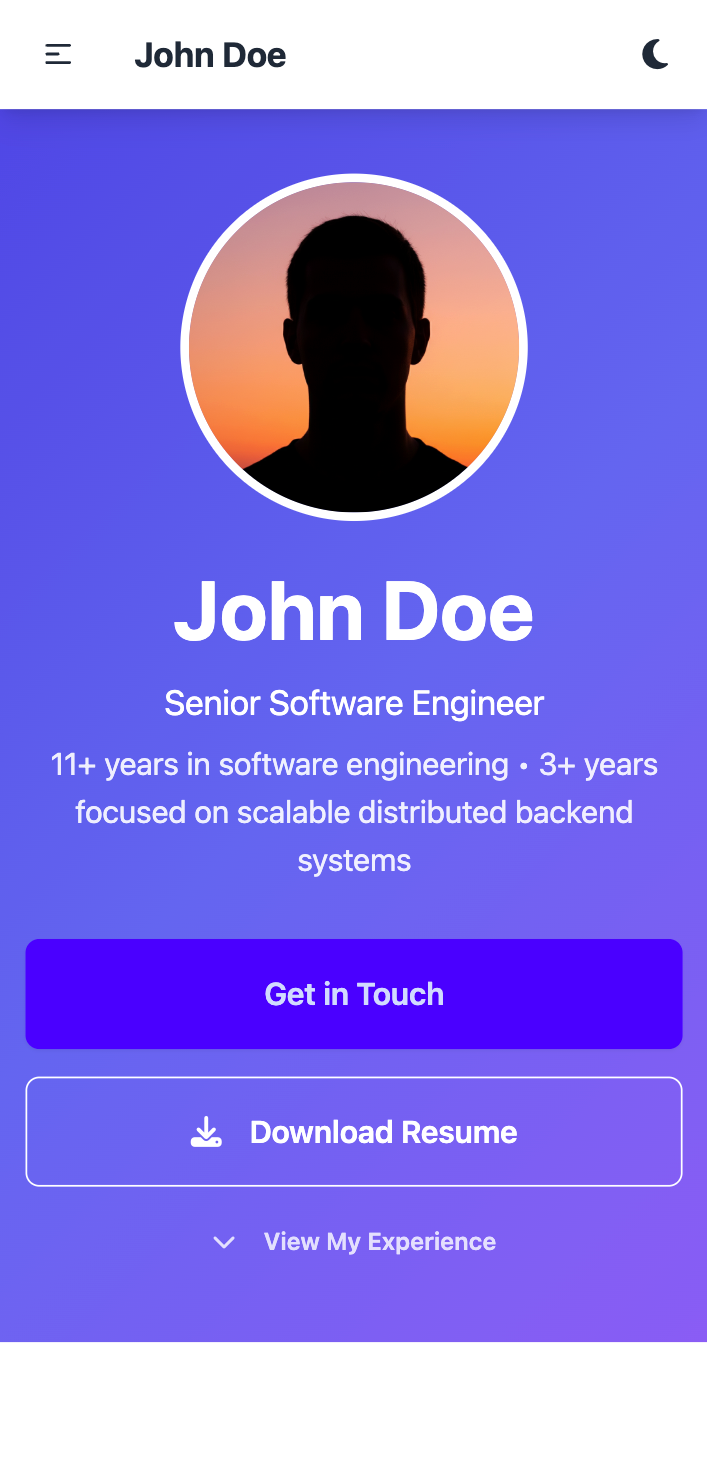 John Doe
John Doe
Senior Software Engineer
11+ years in software engineering • 3+ years
focused on scalable distributed backend
systems
Get in Touch
Download Resume
View My Experience